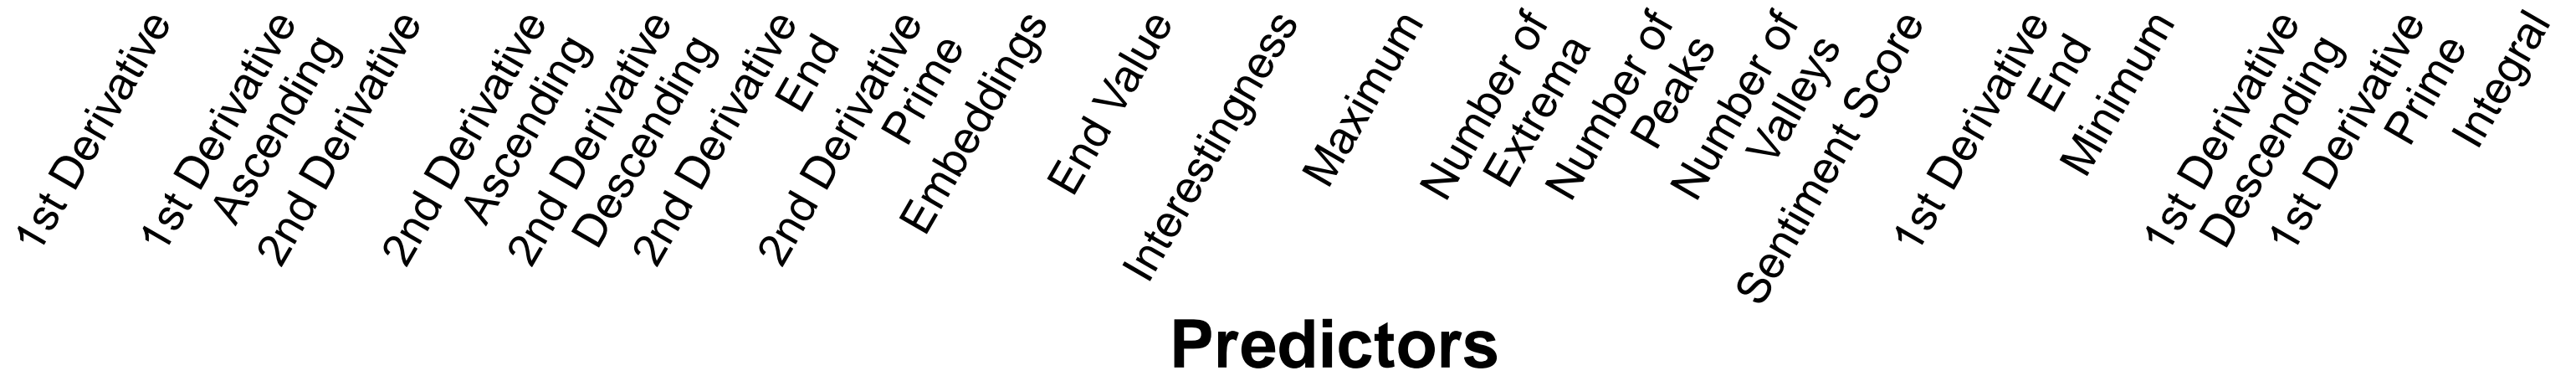 1st Derivative
1st Derivative
Ascending
2nd Derivative
2nd Derivative
Ascending
2nd Derivative
Descending
2nd Derivative
End
2nd Derivative
Prime
Embeddings
End Value
Interestingness
Maximum
Number of
Extrema
Number of
Peaks
Number of
Valleys
Sentiment Score
1st Derivative
End
Minimum
1st Derivative
Descending
1st Derivative
Prime
Integral
Predictors